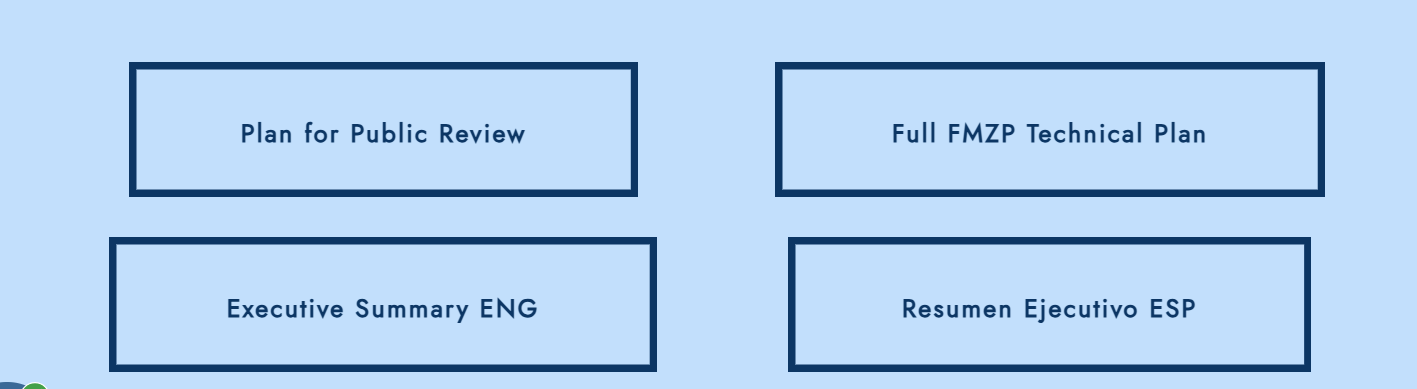 Plan for Public Review
Full FMZP Technical Plan
Executive Summary ENG
Resumen Ejecutivo ESP